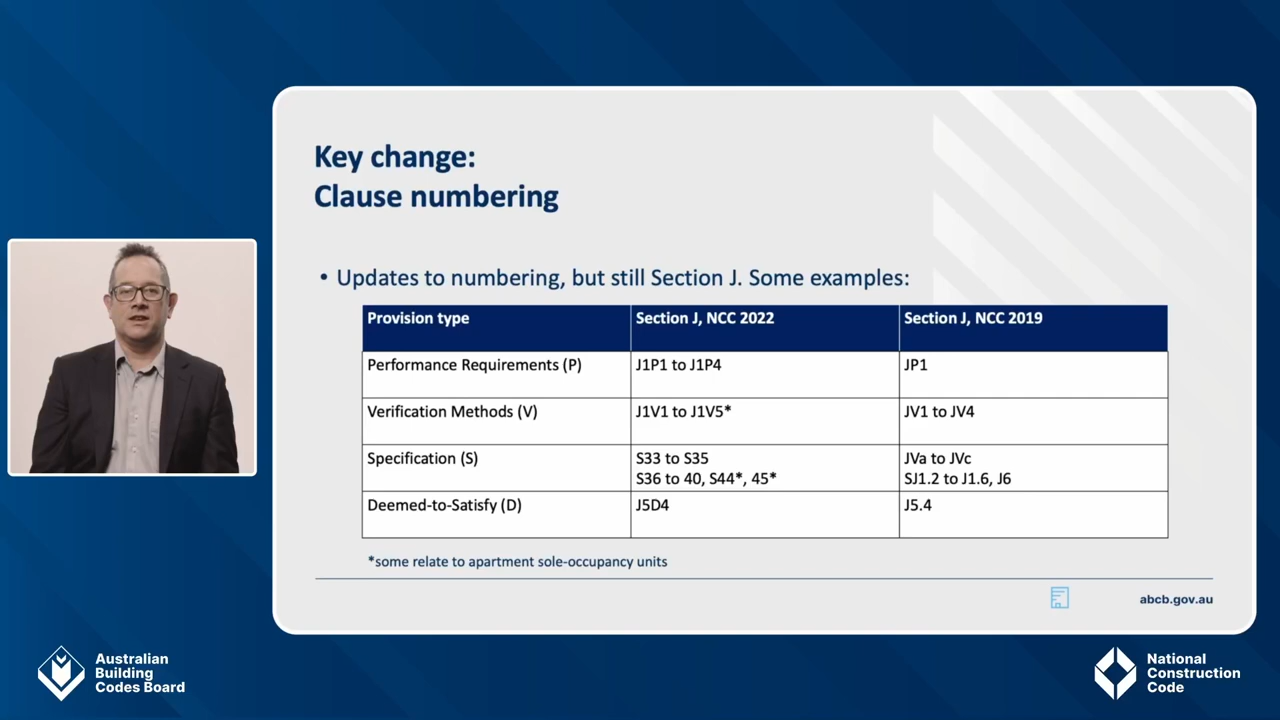 Key change:
Clause numbering
• Updates to numbering, but still Section J. Some examples:
Provision type Section J, NCC 2022 Section J, NCC 2019
Performance Requirements (P) J1P1 to J1P4 JP1
Verification Methods (V) J1V1 to J1V5* JV1 to JV4
Specification (S) S33 to S35 JVa to JVc
S36 to 40, S44*, 45* SJ1.2 to J1.6, J6
Deemed-to-Satisfy (D) J5D4 J5.4
*some relate to apartment sole-occupancy units
abcb.gov.au
Australian
Building
Codes Board
National
Construction
Code